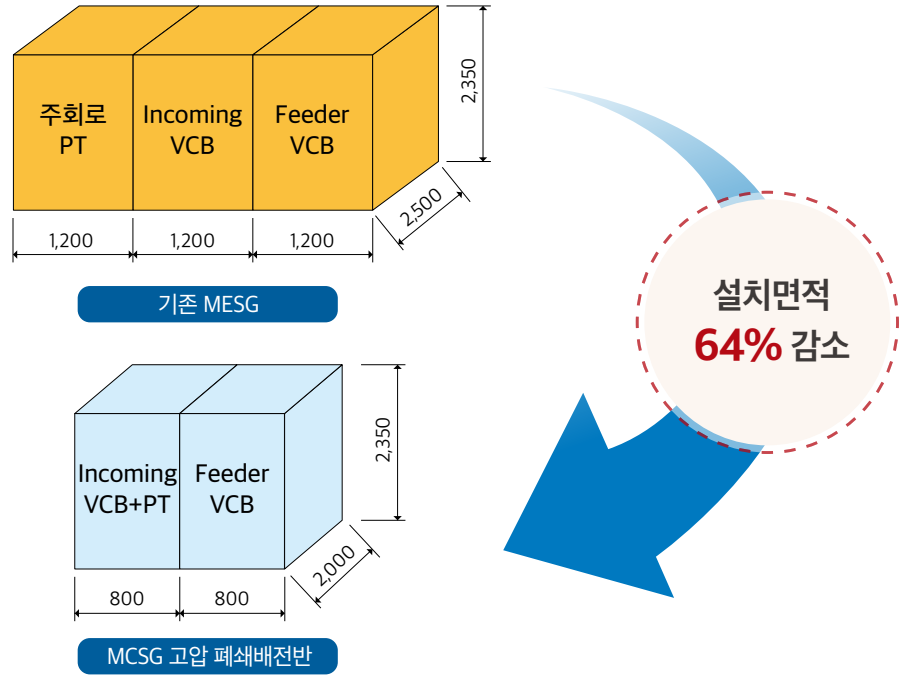 주회로
PT
Incoming
VCB
Feeder
VCB
2,350
2,500
1,200
1,200
1,200
기존 MESG
설치면적
64% 감소
Incoming
VCB+PT
Feeder
VCB
2,350
2,000
800
800
MCSG 고압 폐쇄배전반